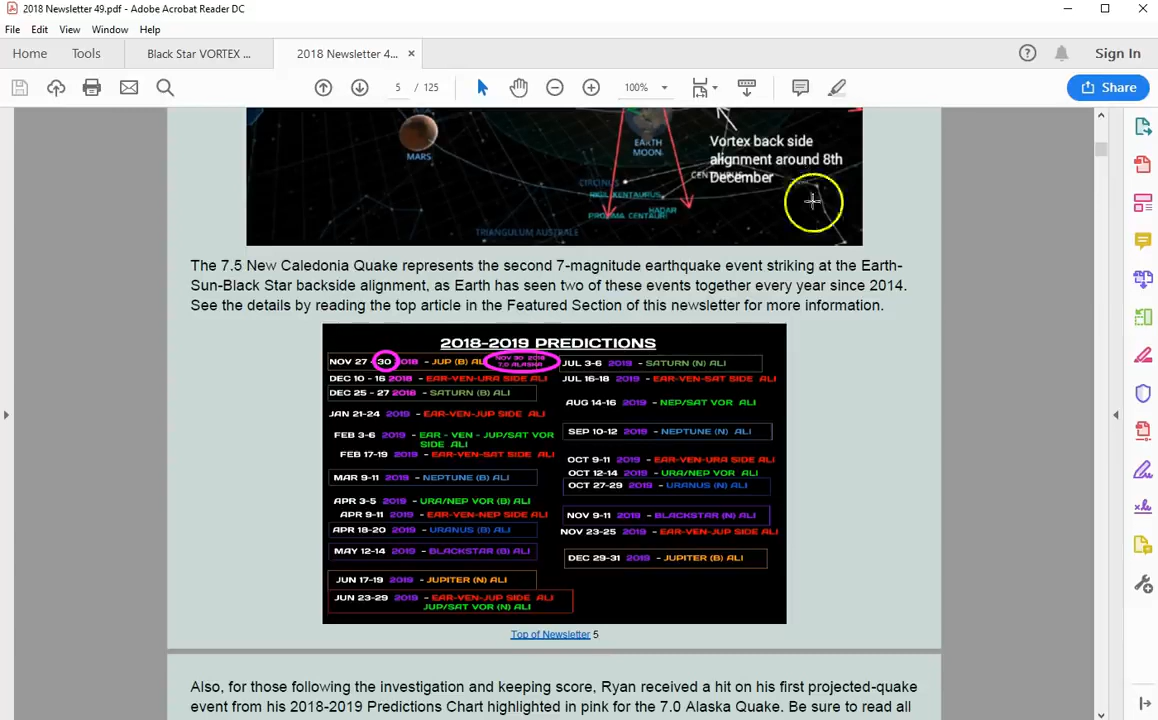 2018 Newsletter 49.pdf - Adobe Acrobat Reader DC
File Edit View Window Help
Home Tools Black Star VORTEX ... 2018 Newsletter 4... × Sign In
5 / 125 100% Share
MARS
EARTH
MOON
Vortex back side
alignment around 8th
December
CENTAURUS
CIRCINUS
RIGIL KENTAURUS
HADAR
PROXIMA CENTAURI
TRIANGULUM AUSTRALE
The 7.5 New Caledonia Quake represents the second 7-magnitude earthquake event striking at the Earth-
Sun-Black Star backside alignment, as Earth has seen two of these events together every year since 2014.
See the details by reading the top article in the Featured Section of this newsletter for more information.
2018-2019 PREDICTIONS
NOV 27 - 30 2018 - JUP (B) ALI
NOV 30 2018
7.0 ALASKA
DEC 10 - 16 2018 - EAR-VEN-URA SIDE ALI
DEC 25 - 27 2018 - SATURN (B) ALI
JAN 21-24 2019 - EAR-VEN-JUP SIDE ALI
FEB 3-6 2019 - EAR - VEN - JUP/SAT VOR
SIDE ALI
FEB 17-19 2019 - EAR-VEN-SAT SIDE ALI
MAR 9-11 2019 - NEPTUNE (B) ALI
APR 3-5 2019 - URA/NEP VOR (B) ALI
APR 9-11 2019 - EAR-VEN-NEP SIDE ALI
APR 18-20 2019 - URANUS (B) ALI
MAY 12-14 2019 - BLACKSTAR (B) ALI
JUN 17-19 2019 - JUPITER (N) ALI
JUN 23-29 2019 - EAR-VEN-JUP SIDE ALI
JUP/SAT VOR (N) ALI
JUL 3-6 2019 - SATURN (N) ALI
JUL 16-18 2019 - EAR-VEN-SAT SIDE ALI
AUG 14-16 2019 - NEP/SAT VOR ALI
SEP 10-12 2018 - NEPTUNE (N) ALI
OCT 9-11 2019 - EAR-VEN-URA SIDE ALI
OCT 12-14 2019 - URA/NEP VOR ALI
OCT 27-29 2019 - URANUS (N) ALI
NOV 9-11 2019 - BLACKSTAR (N) ALI
NOV 23-25 2019 - EAR-VEN-JUP SIDE ALI
DEC 29-31 2019 - JUPITER (B) ALI
Top of Newsletter 5
Also, for those following the investigation and keeping score, Ryan received a hit on his first projected-quake
event from his 2018-2019 Predictions Chart highlighted in pink for the 7.0 Alaska Quake. Be sure to read all